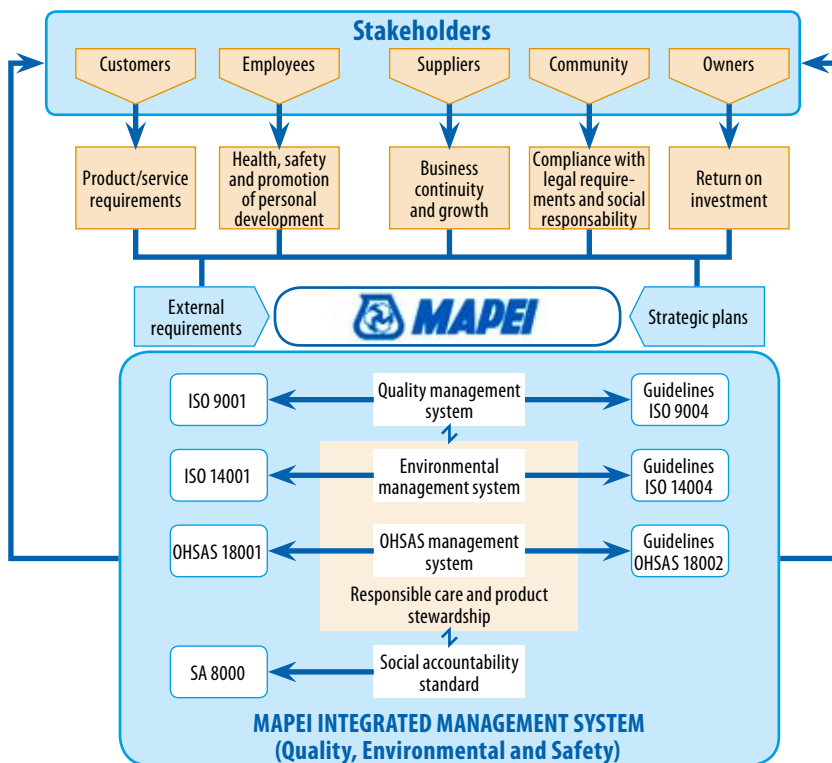 Stakeholders
Customers
Employees
Suppliers
Community
Owners
Product/service
requirements
Health, safety
and promotion
of personal
development
Business
continuity
and growth
Compliance with
legal require-
ments and social
responsability
Return on
investment
External
requirements
MAPEI
Strategic plans
ISO 9001
Quality management
system
Guidelines
ISO 9004
ISO 14001
Environmental
management system
Guidelines
ISO 14004
OHSAS 18001
OHSAS management
system
Guidelines
OHSAS 18002
Responsible care and product
stewardship
SA 8000
Social accountability
standard
MAPEI INTEGRATED MANAGEMENT SYSTEM
(Quality, Environmental and Safety)